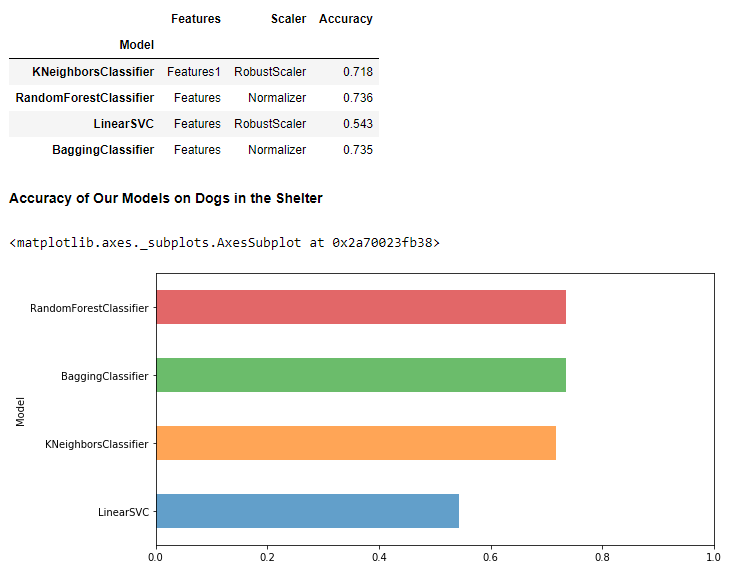 Features Scaler Accuracy
Model
KNeighborsClassifier Features1 RobustScaler 0.718
RandomForestClassifier Features Normalizer 0.736
LinearSVC Features RobustScaler 0.543
BaggingClassifier Features Normalizer 0.735
Accuracy of Our Models on Dogs in the Shelter
<matplotlib.axes._subplots.AxesSubplot at 0x2a70023fb38>
RandomForestClassifier
BaggingClassifier
Model
KNeighborsClassifier
LinearSVC
0.0 0.2 0.4 0.6 0.8 1.0